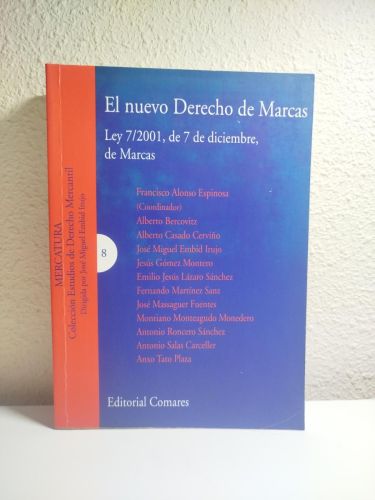 El nuevo Derecho de Marcas
Ley 7/2001, de 7 de diciembre,
de Marcas
Francisco Alonso Espinosa
(Coordinador)
Alberto Bercovitz
Alberto Casado Cerviño
José Miguel Embid Irujo
Jesús Gómez Montero
Emilio Jesús Lázaro Sánchez
Fernando Martínez Sanz
José Massaguer Fuentes
Montiano Monteagudo Monedero
Antonio Roncero Sánchez
Antonio Salas Carceller
Anxo Tato Plaza
Editorial Comares
MERCATURA
Colección Estudios de Derecho Mercantil
Dirigida por José Miguel Embid Irujo
8